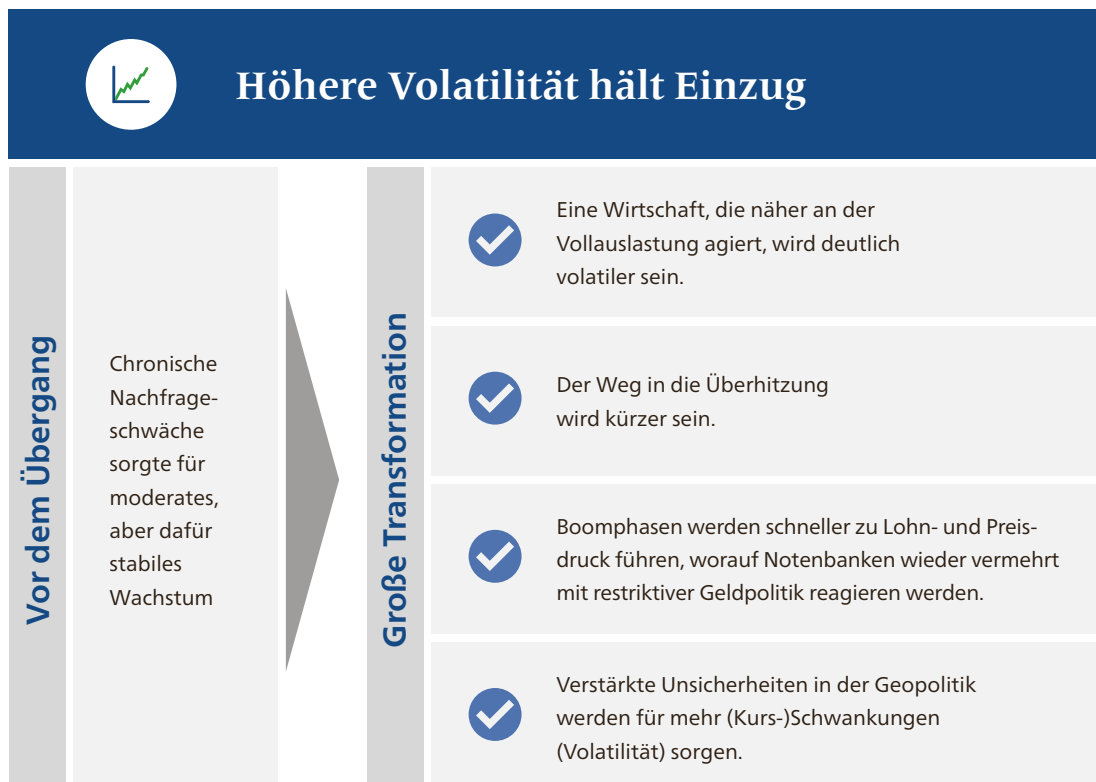 Höhere Volatilität hält Einzug
Vor dem Übergang
Chronische
Nachfrage-
schwäche
sorgte für
moderates,
aber dafür
stabiles
Wachstum
Große Transformation
Eine Wirtschaft, die näher an der
Vollauslastung agiert, wird deutlich
volatiler sein.
Der Weg in die Überhitzung
wird kürzer sein.
Boomphasen werden schneller zu Lohn- und Preis-
druck führen, worauf Notenbanken wieder vermehrt
mit restriktiver Geldpolitik reagieren werden.
Verstärkte Unsicherheiten in der Geopolitik
werden für mehr (Kurs-)Schwankungen
(Volatilität) sorgen.